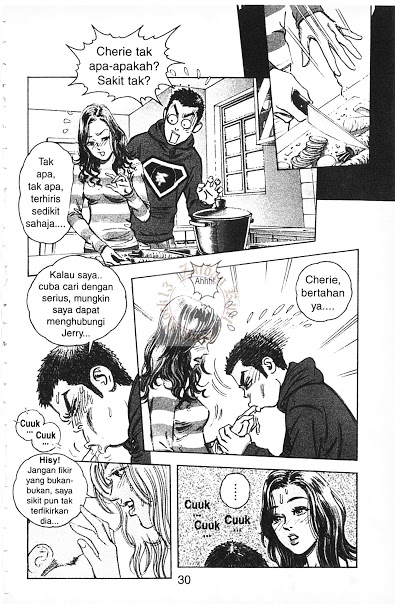 Cherie tak
apa-apakah?
Sakit tak?
Tak
apa,
tak apa,
terhiris
sedikit
sahaja....
Ahhh!
Kalau saya..
cuba cari dengan
serius, mungkin
saya dapat
menghubungi
Jerry...
Cherie,
bertahan
ya....
Cuuk
...
Cuuk
...
Hisy!
Jangan fikir
yang bukan-
bukan, saya
sikit pun tak
terfikirkan
dia...
...
Cuuk
...
Cuuk
...
Cuuk
...
30